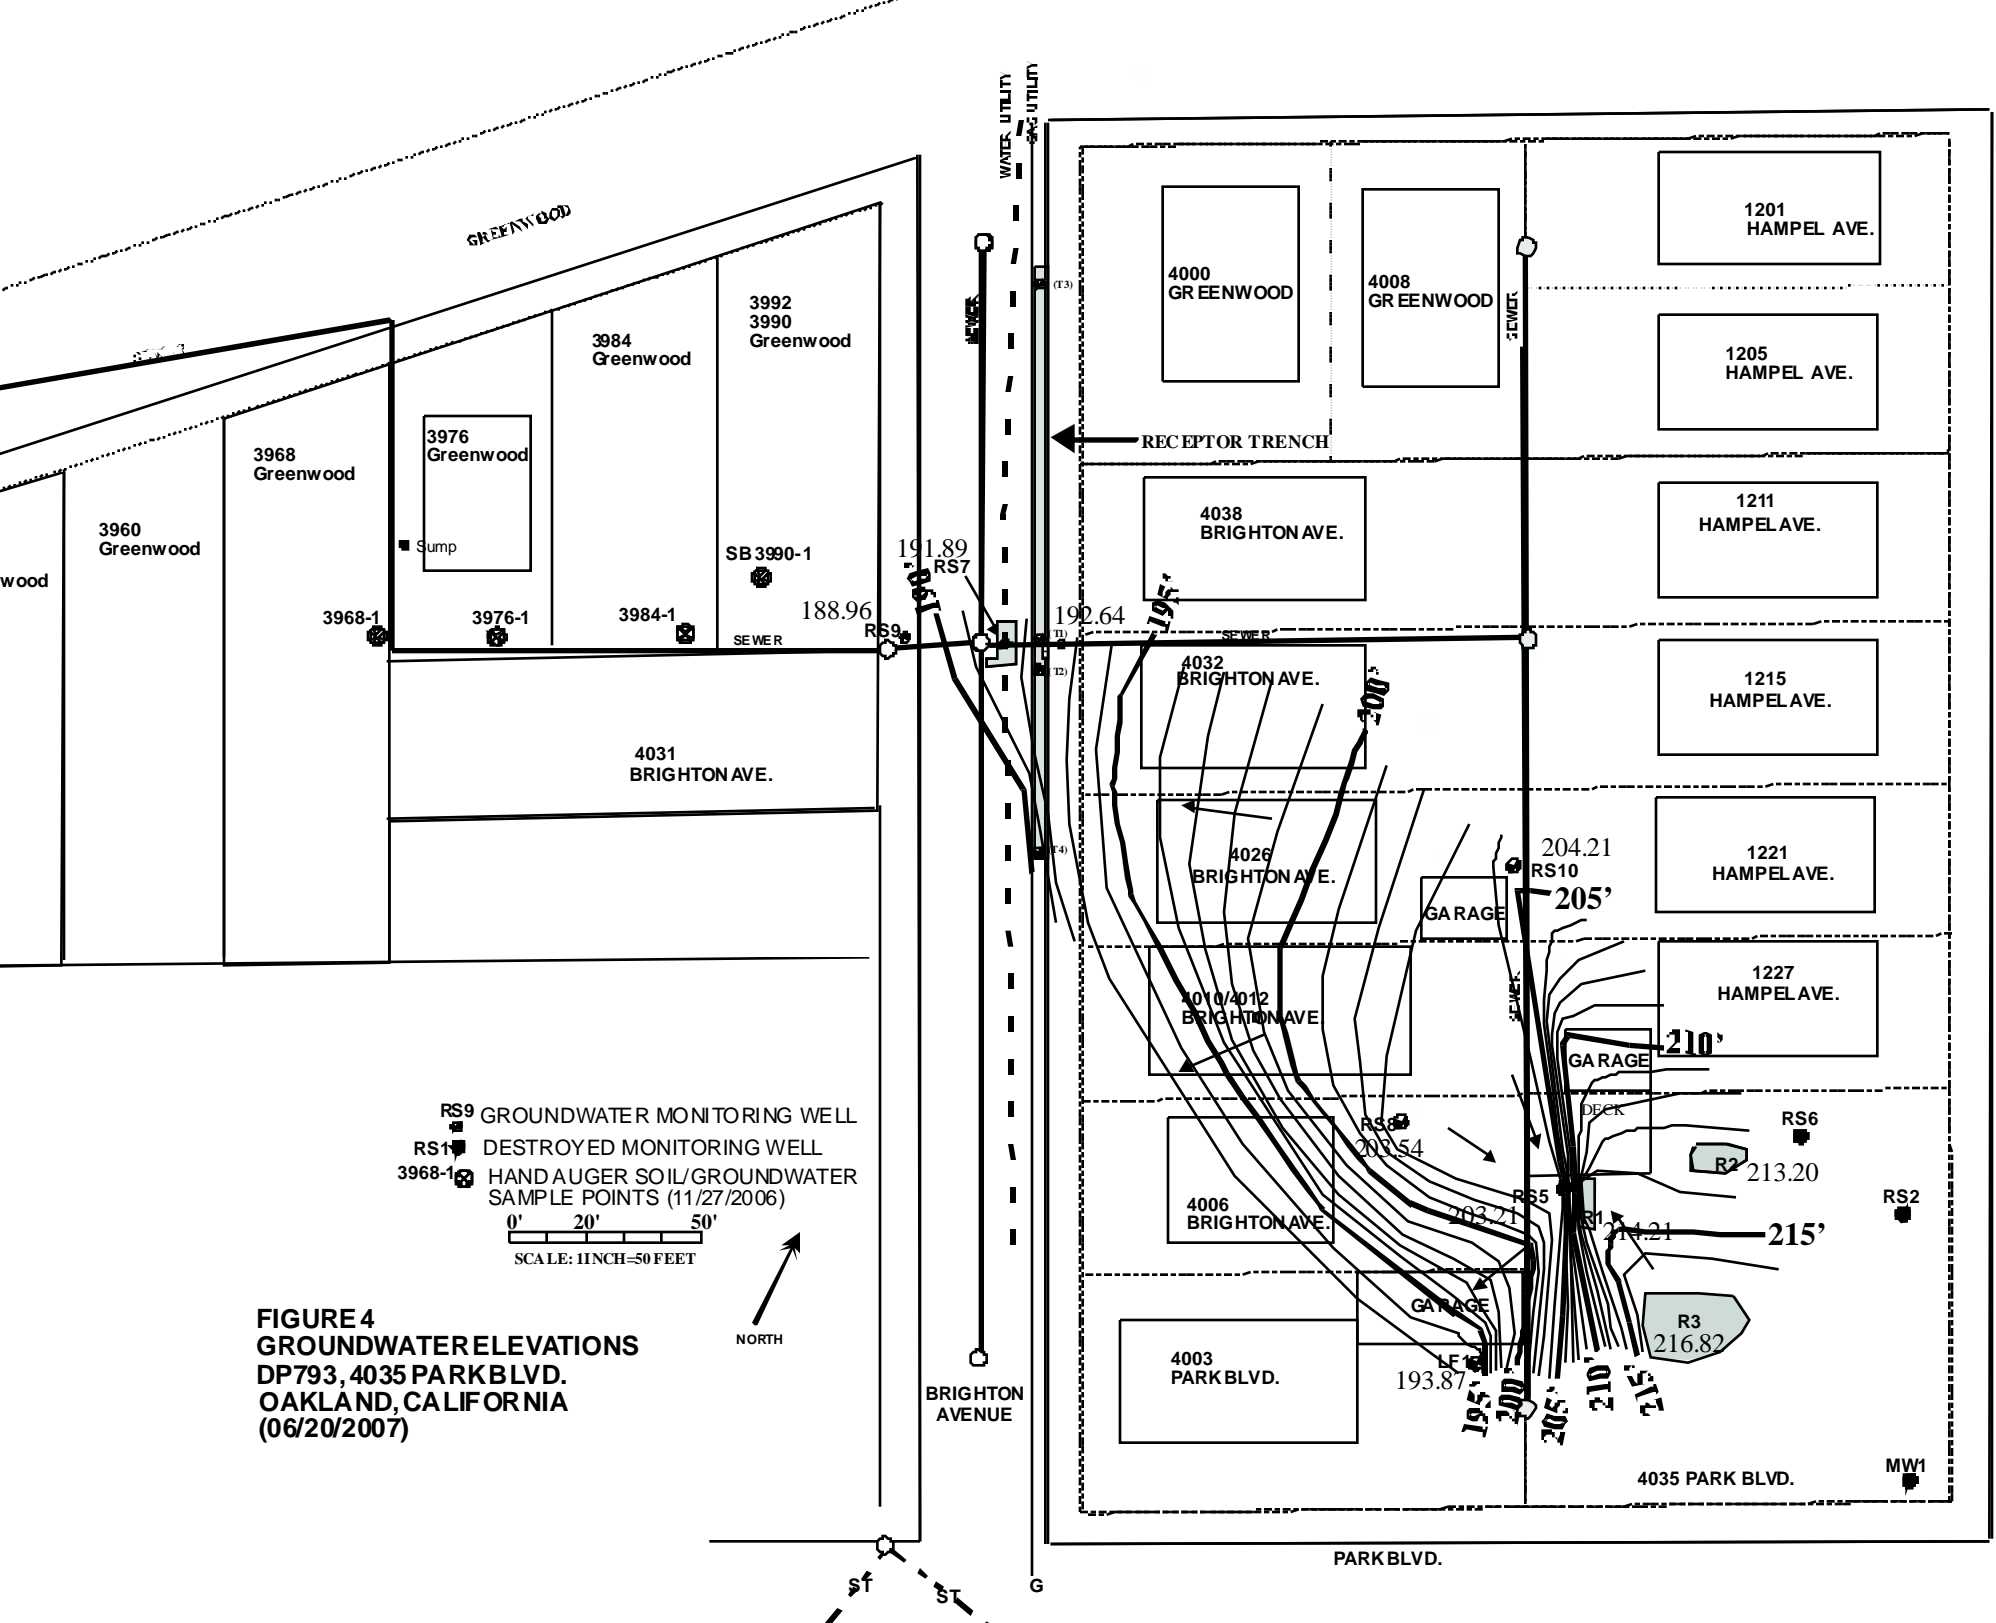 WATER UTILITY
UTILITY
GREENWOOD
1201
HAMPEL AVE.
4000
GREENWOOD
4008
GREENWOOD
SEWER
SEWER
(T3)
3992
3990
Greenwood
3984
Greenwood
1205
HAMPEL AVE.
3976
Greenwood
3968
Greenwood
RECEPTOR TRENCH
3960
Greenwood
wood
Sump
4038
BRIGHTON AVE.
1211
HAMPEL AVE.
SB3990-1
191.89
RS7
190'
195'
3968-1
3976-1
3984-1
188.96
RS9
192.64
(T1)
(T2)
SEWER
SEWER
4032
BRIGHTON AVE.
200'
1215
HAMPEL AVE.
4031
BRIGHTON AVE.
(T4)
4026
BRIGHTON AVE.
204.21
RS10
205'
GARAGE
1221
HAMPEL AVE.
4010/4012
BRIGHTON AVE.
SEWER
1227
HAMPEL AVE.
210'
GARAGE
DECK
RS9 GROUNDWATER MONITORING WELL
RS1 DESTROYED MONITORING WELL
3968-1 HAND AUGER SOIL/GROUNDWATER
SAMPLE POINTS (11/27/2006)
0' 20' 50'
SCALE: 1 INCH=50 FEET
NORTH
RS8
203.54
RS6
R2
213.20
RS2
RS5
203.21
R1
214.21
215'
4006
BRIGHTON AVE.
GARAGE
R3
216.82
FIGURE 4
GROUNDWATER ELEVATIONS
DP793, 4035 PARK BLVD.
OAKLAND, CALIFORNIA
(06/20/2007)
4003
PARK BLVD.
LF1
193.87
195'
200'
205'
210'
215'
BRIGHTON
AVENUE
MW1
4035 PARK BLVD.
PARK BLVD.
ST
ST
G